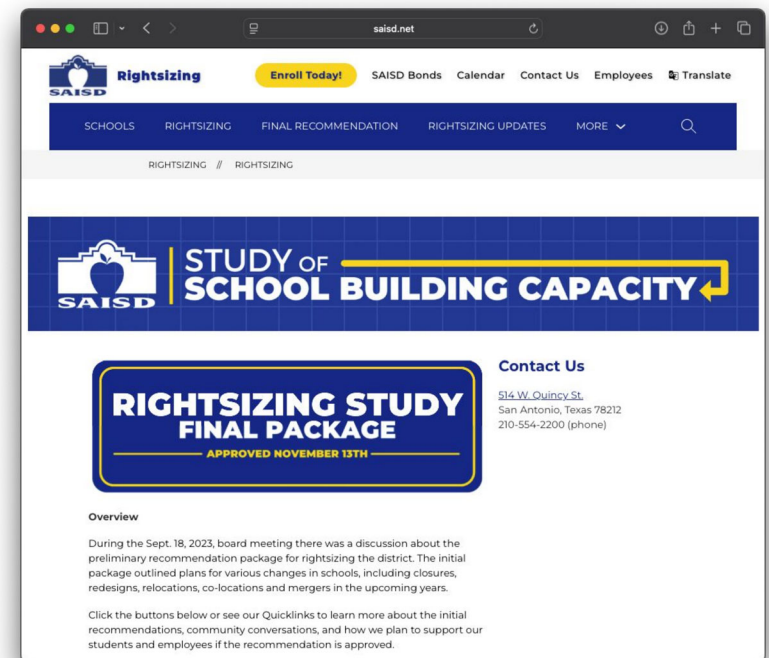 saisd.net
SAISD
Rightsizing
Enroll Today!
SAISD Bonds
Calendar
Contact Us
Employees
Translate
SCHOOLS
RIGHTSIZING
FINAL RECOMMENDATION
RIGHTSIZING UPDATES
MORE
RIGHTSIZING // RIGHTSIZING
SAISD
STUDY OF
SCHOOL BUILDING CAPACITY
RIGHTSIZING STUDY
FINAL PACKAGE
APPROVED NOVEMBER 13TH
Contact Us
514 W. Quincy St.
San Antonio, Texas 78212
210-554-2200 (phone)
Overview
During the Sept. 18, 2023, board meeting there was a discussion about the
preliminary recommendation package for rightsizing the district. The initial
package outlined plans for various changes in schools, including closures,
redesigns, relocations, co-locations and mergers in the upcoming years.
Click the buttons below or see our Quicklinks to learn more about the initial
recommendations, community conversations, and how we plan to support our
students and employees if the recommendation is approved.